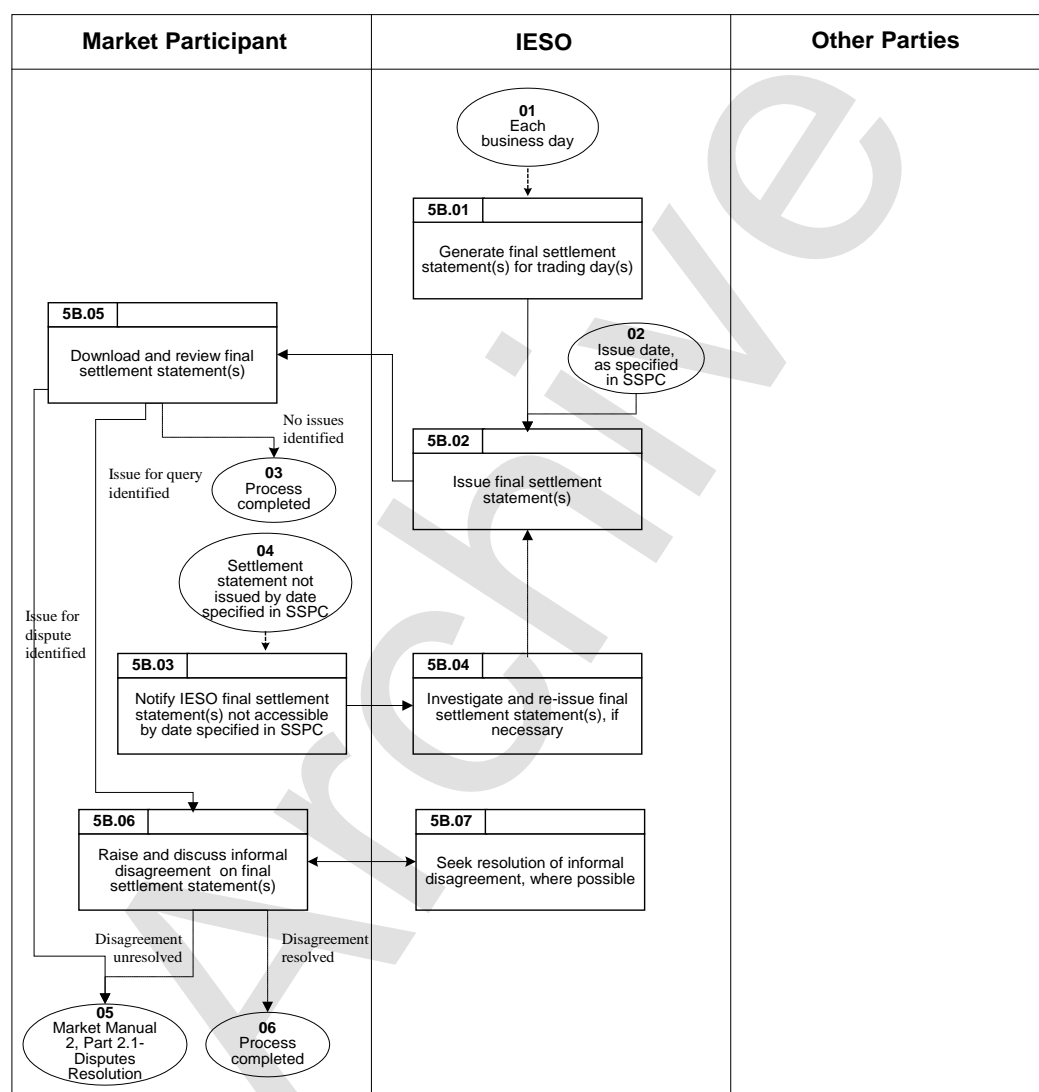 Market Participant
IESO
Other Parties
01
Each
business day
5B.01
Generate final settlement
statement(s) for trading day(s)
5B.05
Download and review final
settlement statement(s)
02
Issue date,
as specified
in SSPC
No issues
identified
5B.02
Issue final settlement
statement(s)
Issue for query
identified
03
Process
completed
04
Settlement
statement not
issued by date
specified in SSPC
Issue for
dispute
identified
5B.03
Notify IESO final settlement
statement(s) not accessible
by date specified in SSPC
5B.04
Investigate and re-issue final
settlement statement(s), if
necessary
5B.06
Raise and discuss informal
disagreement on final
settlement statement(s)
5B.07
Seek resolution of informal
disagreement, where possible
Disagreement
unresolved
Disagreement
resolved
05
Market Manual
2, Part 2.1-
Disputes
Resolution
06
Process
completed
Archive